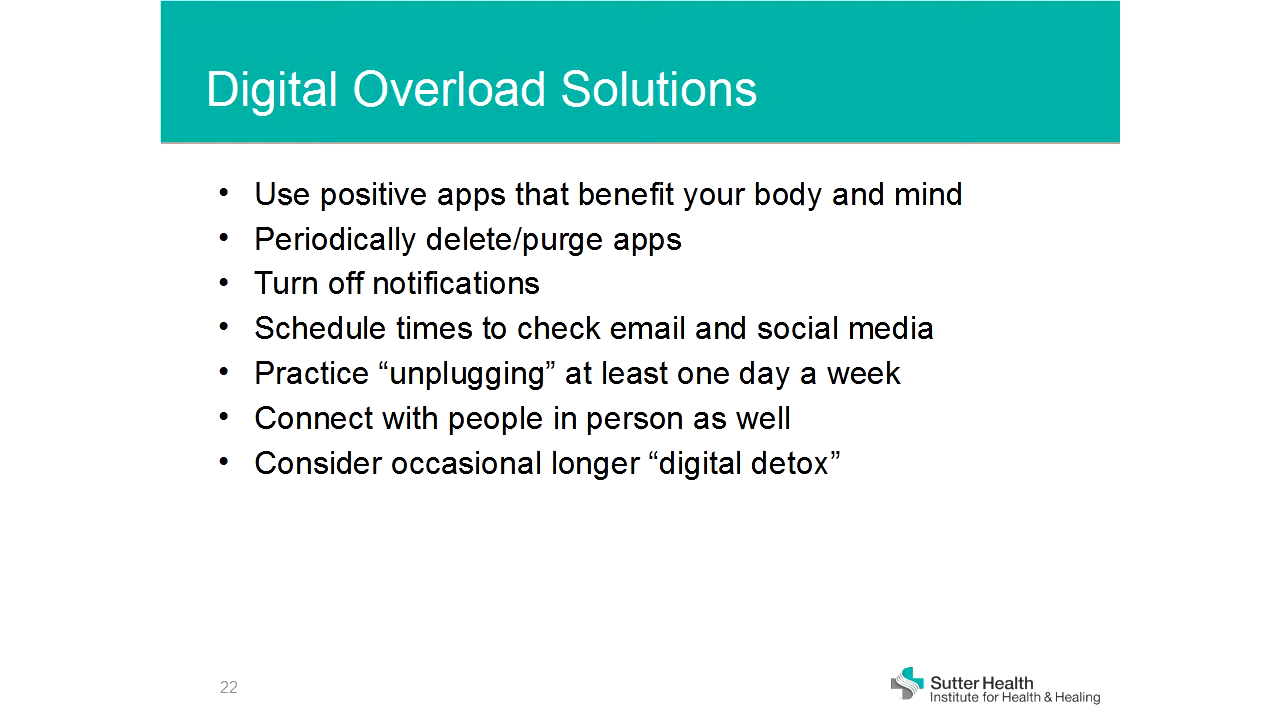 Digital Overload Solutions
• Use positive apps that benefit your body and mind
• Periodically delete/purge apps
• Turn off notifications
• Schedule times to check email and social media
• Practice “unplugging” at least one day a week
• Connect with people in person as well
• Consider occasional longer “digital detox”
22
Sutter Health
Institute for Health & Healing